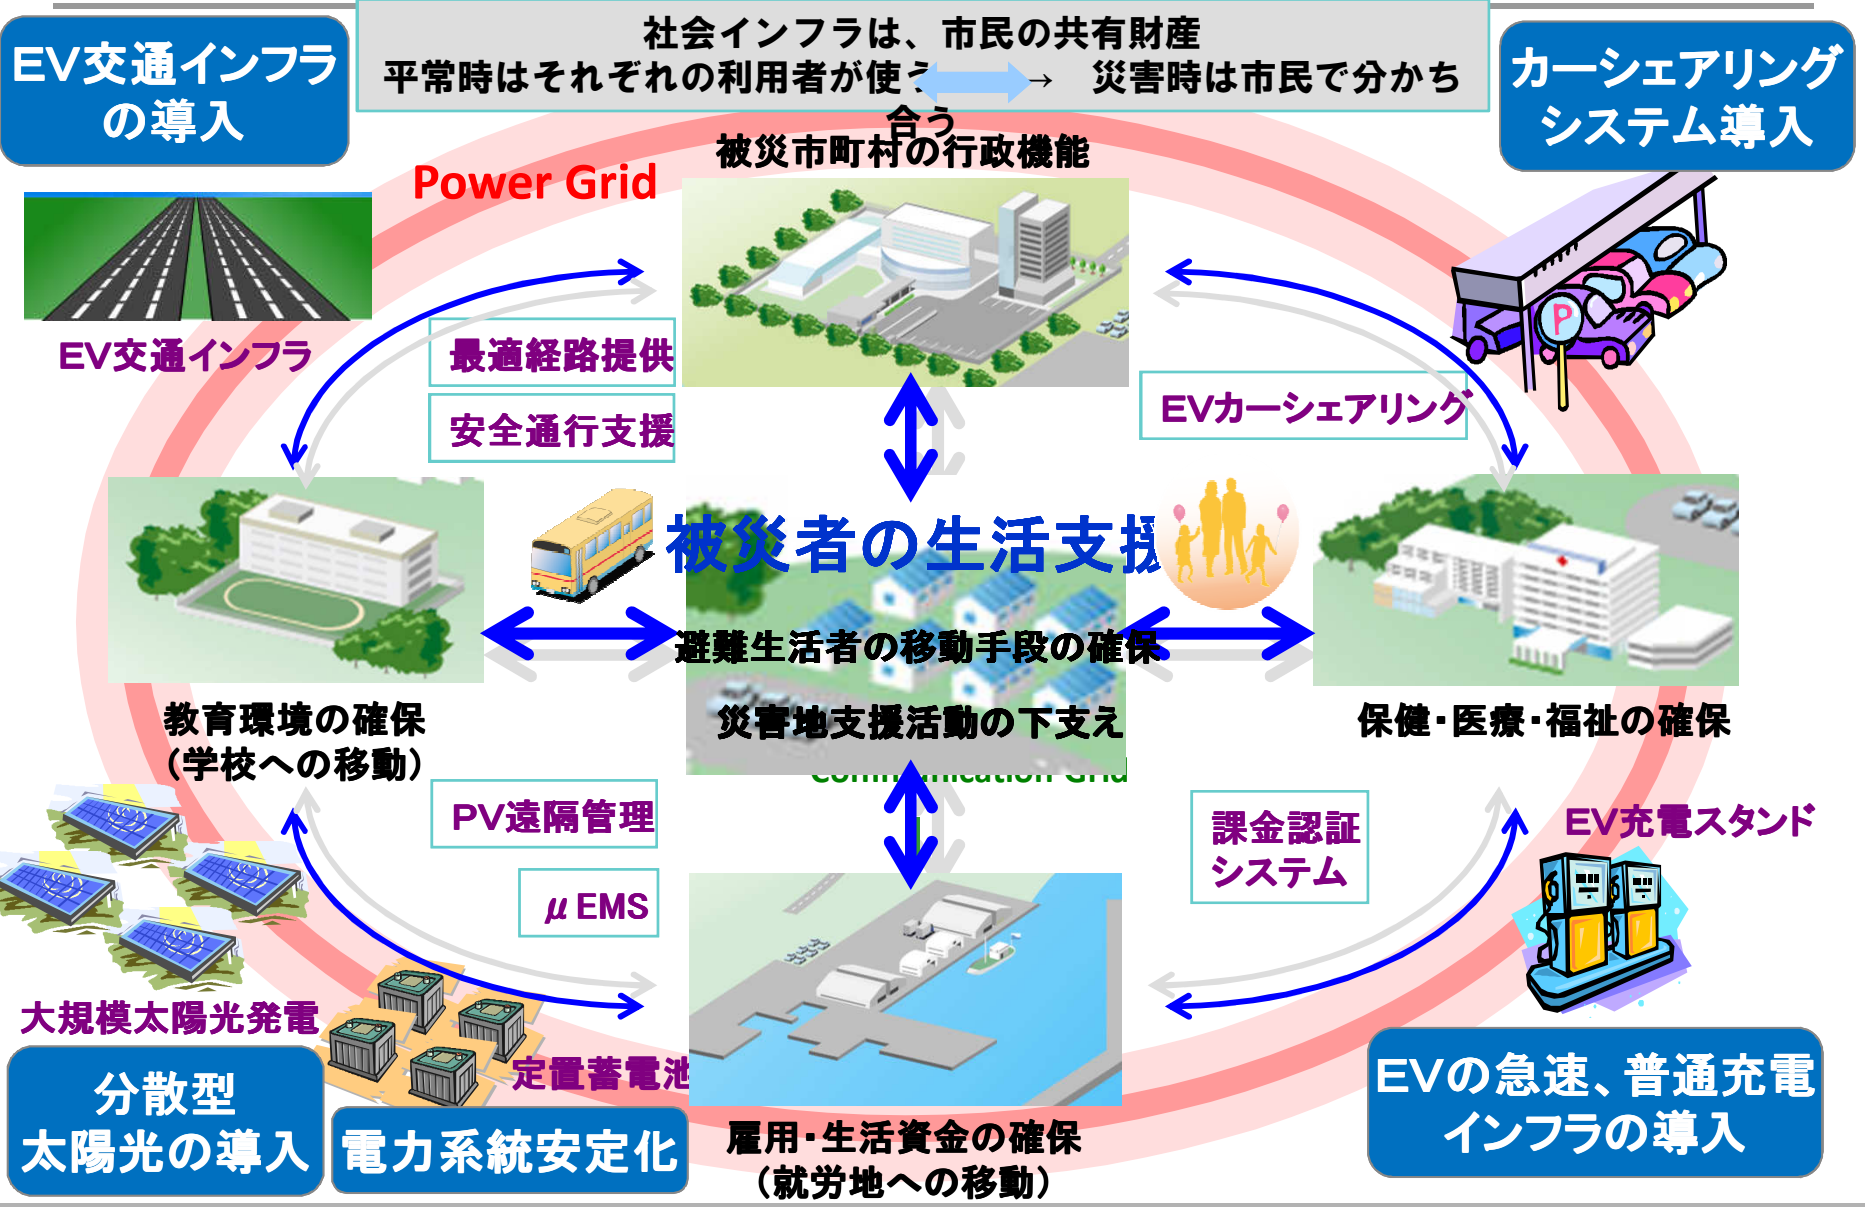 社会インフラは、市民の共有財産
平常時はそれぞれの利用者が使う → 災害時は市民で分かち
合う
EV交通インフラ
の導入
カーシェアリング
システム導入
被災市町村の行政機能
Power Grid
EV交通インフラ
最適経路提供
安全通行支援
EVカーシェアリング
P
被災者の生活支援
避難生活者の移動手段の確保
災害地支援活動の下支え
Communication Grid
教育環境の確保
(学校への移動)
保健・医療・福祉の確保
PV遠隔管理
μEMS
課金認証
システム
EV充電スタンド
大規模太陽光発電
定置蓄電池
分散型
太陽光の導入
電力系統安定化
雇用・生活資金の確保
(就労地への移動)
EVの急速、普通充電
インフラの導入